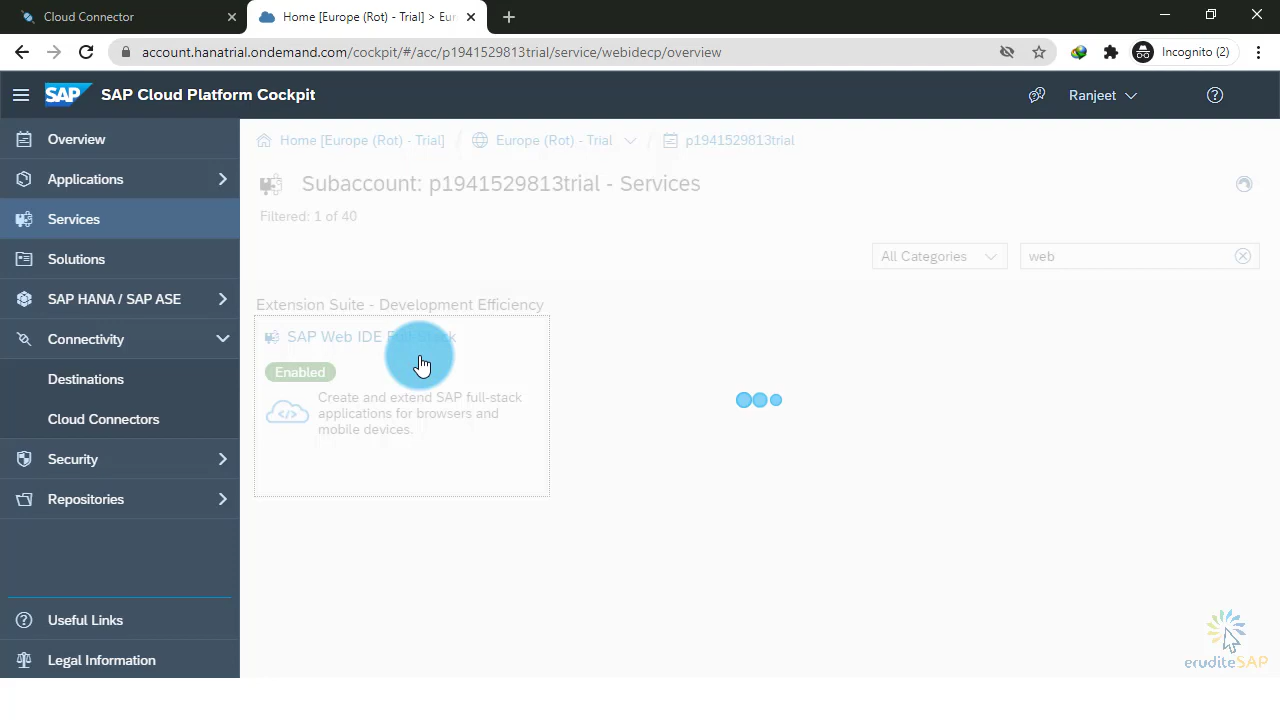 Cloud Connector
Home [Europe (Rot) - Trial] > Eur
account.hanatrial.ondemand.com/cockpit/#/acc/p1941529813trial/service/webidecp/overview
Incognito (2)
SAP
SAP Cloud Platform Cockpit
Ranjeet
Overview
Applications
Services
Solutions
SAP HANA / SAP ASE
Connectivity
Destinations
Cloud Connectors
Security
Repositories
Useful Links
Legal Information
Home [Europe (Rot) - Trial] / Europe (Rot) - Trial / p1941529813trial
Subaccount: p1941529813trial - Services
Filtered: 1 of 40
All Categories
web
Extension Suite - Development Efficiency
SAP Web IDE Full-Stack
Enabled
Create and extend SAP full-stack
applications for browsers and
mobile devices.
eruditeSAP